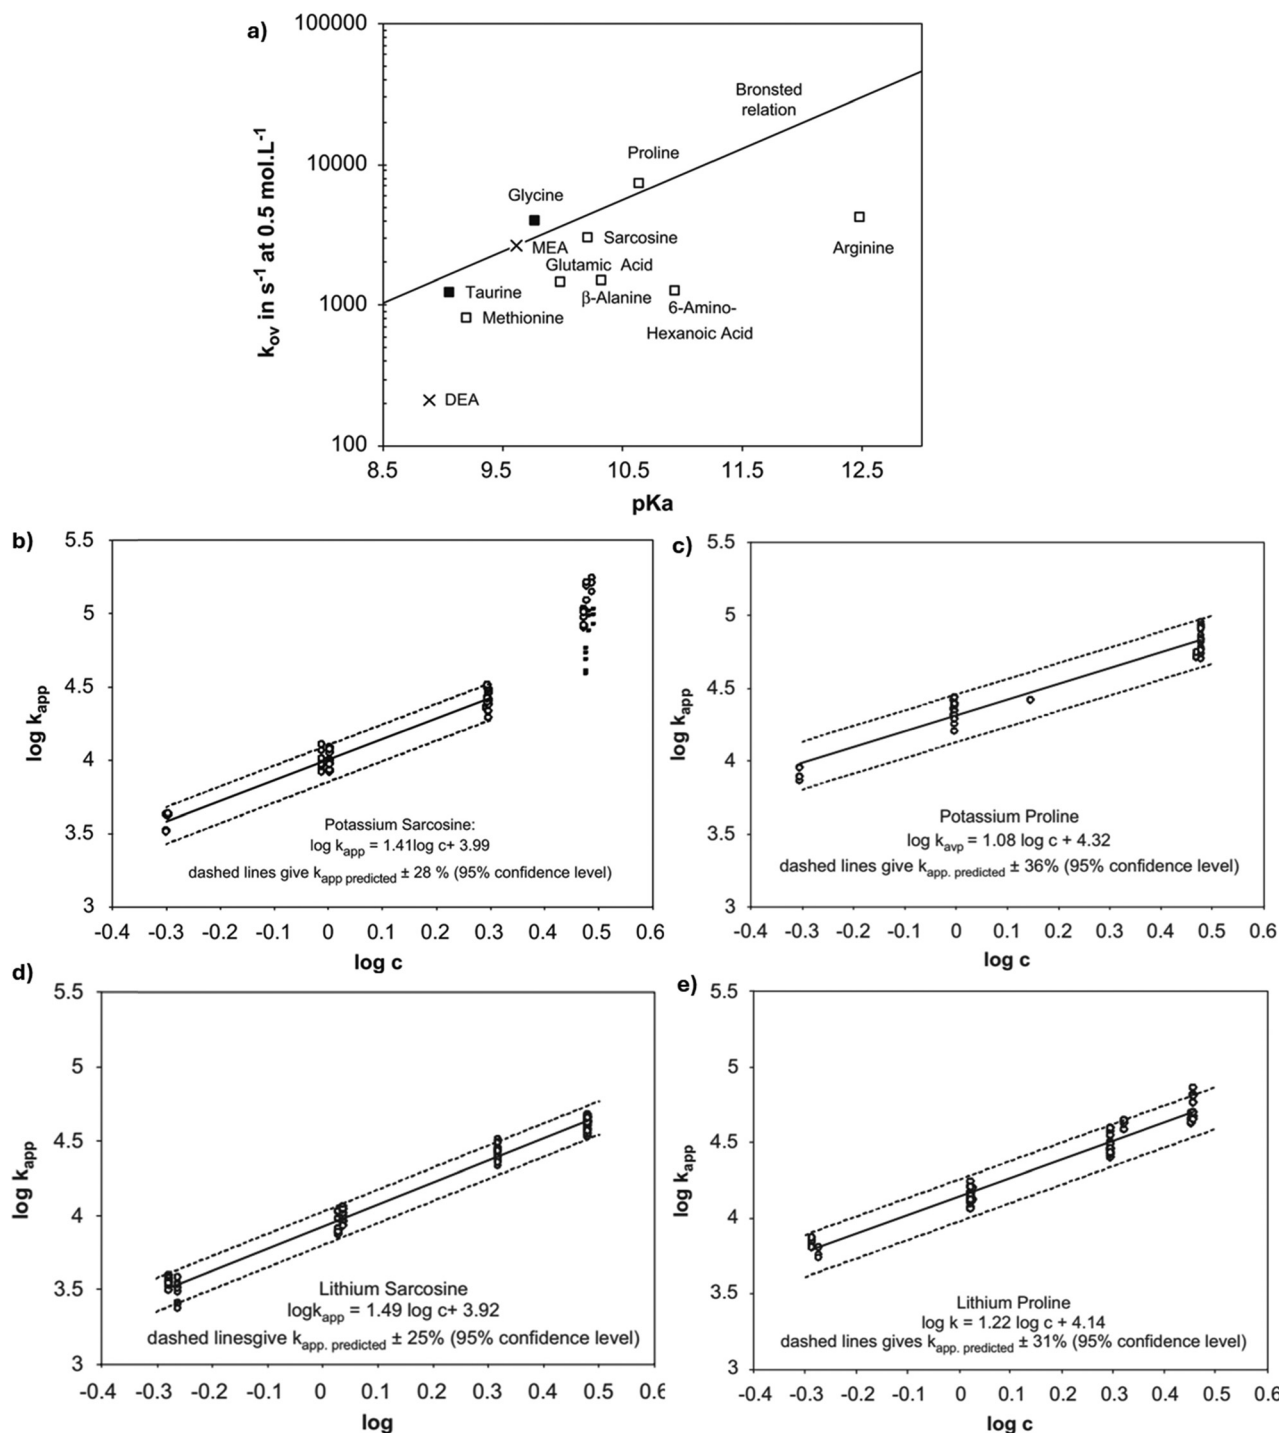 a)
100000
10000
1000
100
k_ov in s^-1 at 0.5 mol.L^-1
Bronsted
relation
Proline
Glycine
MEA
Sarcosine
Arginine
Glutamic Acid
Taurine
β-Alanine
Methionine
6-Amino-
Hexanoic Acid
DEA
8.5 9.5 10.5 11.5 12.5
pKa
b)
5.5
5
4.5
4
3.5
3
log k_app
Potassium Sarcosine:
log k_app = 1.41log c+ 3.99
dashed lines give k_app predicted ± 28 % (95% confidence level)
-0.4 -0.3 -0.2 -0.1 0 0.1 0.2 0.3 0.4 0.5 0.6
log c
c)
5.5
5
4.5
4
3.5
3
log k_app
Potassium Proline
log k_avp = 1.08 log c + 4.32
dashed lines give k_app. predicted ± 36% (95% confidence level)
-0.4 -0.3 -0.2 -0.1 0 0.1 0.2 0.3 0.4 0.5 0.6
log c
d)
5.5
5
4.5
4
3.5
3
log k_app
Lithium Sarcosine
logk_app = 1.49 log c+ 3.92
dashed linesgive k_app. predicted ± 25% (95% confidence level)
-0.4 -0.3 -0.2 -0.1 0 0.1 0.2 0.3 0.4 0.5 0.6
log
e)
5.5
5
4.5
4
3.5
3
log k_app
Lithium Proline
log k = 1.22 log c + 4.14
dashed lines gives k_app. predicted ± 31% (95% confidence level)
-0.4 -0.3 -0.2 -0.1 0 0.1 0.2 0.3 0.4 0.5 0.6
log c